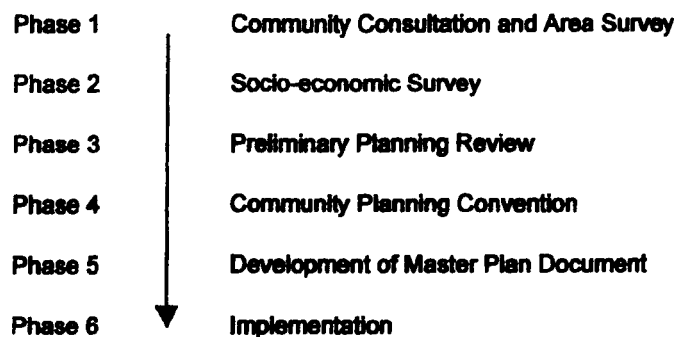 Phase 1 Community Consultation and Area Survey
Phase 2 Socio-economic Survey
Phase 3 Preliminary Planning Review
Phase 4 Community Planning Convention
Phase 5 Development of Master Plan Document
Phase 6 Implementation